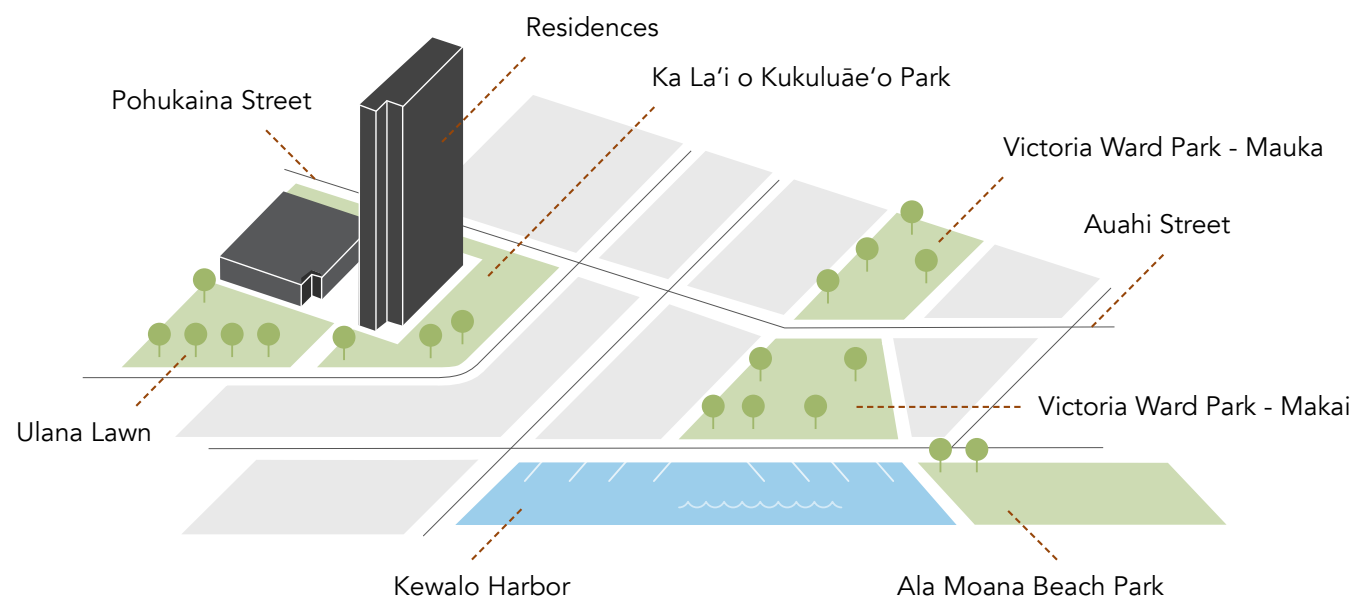 Residences
Ka La‘i o Kukuluāe‘o Park
Pohukaina Street
Victoria Ward Park - Mauka
Auahi Street
Victoria Ward Park - Makai
Ulana Lawn
Kewalo Harbor
Ala Moana Beach Park